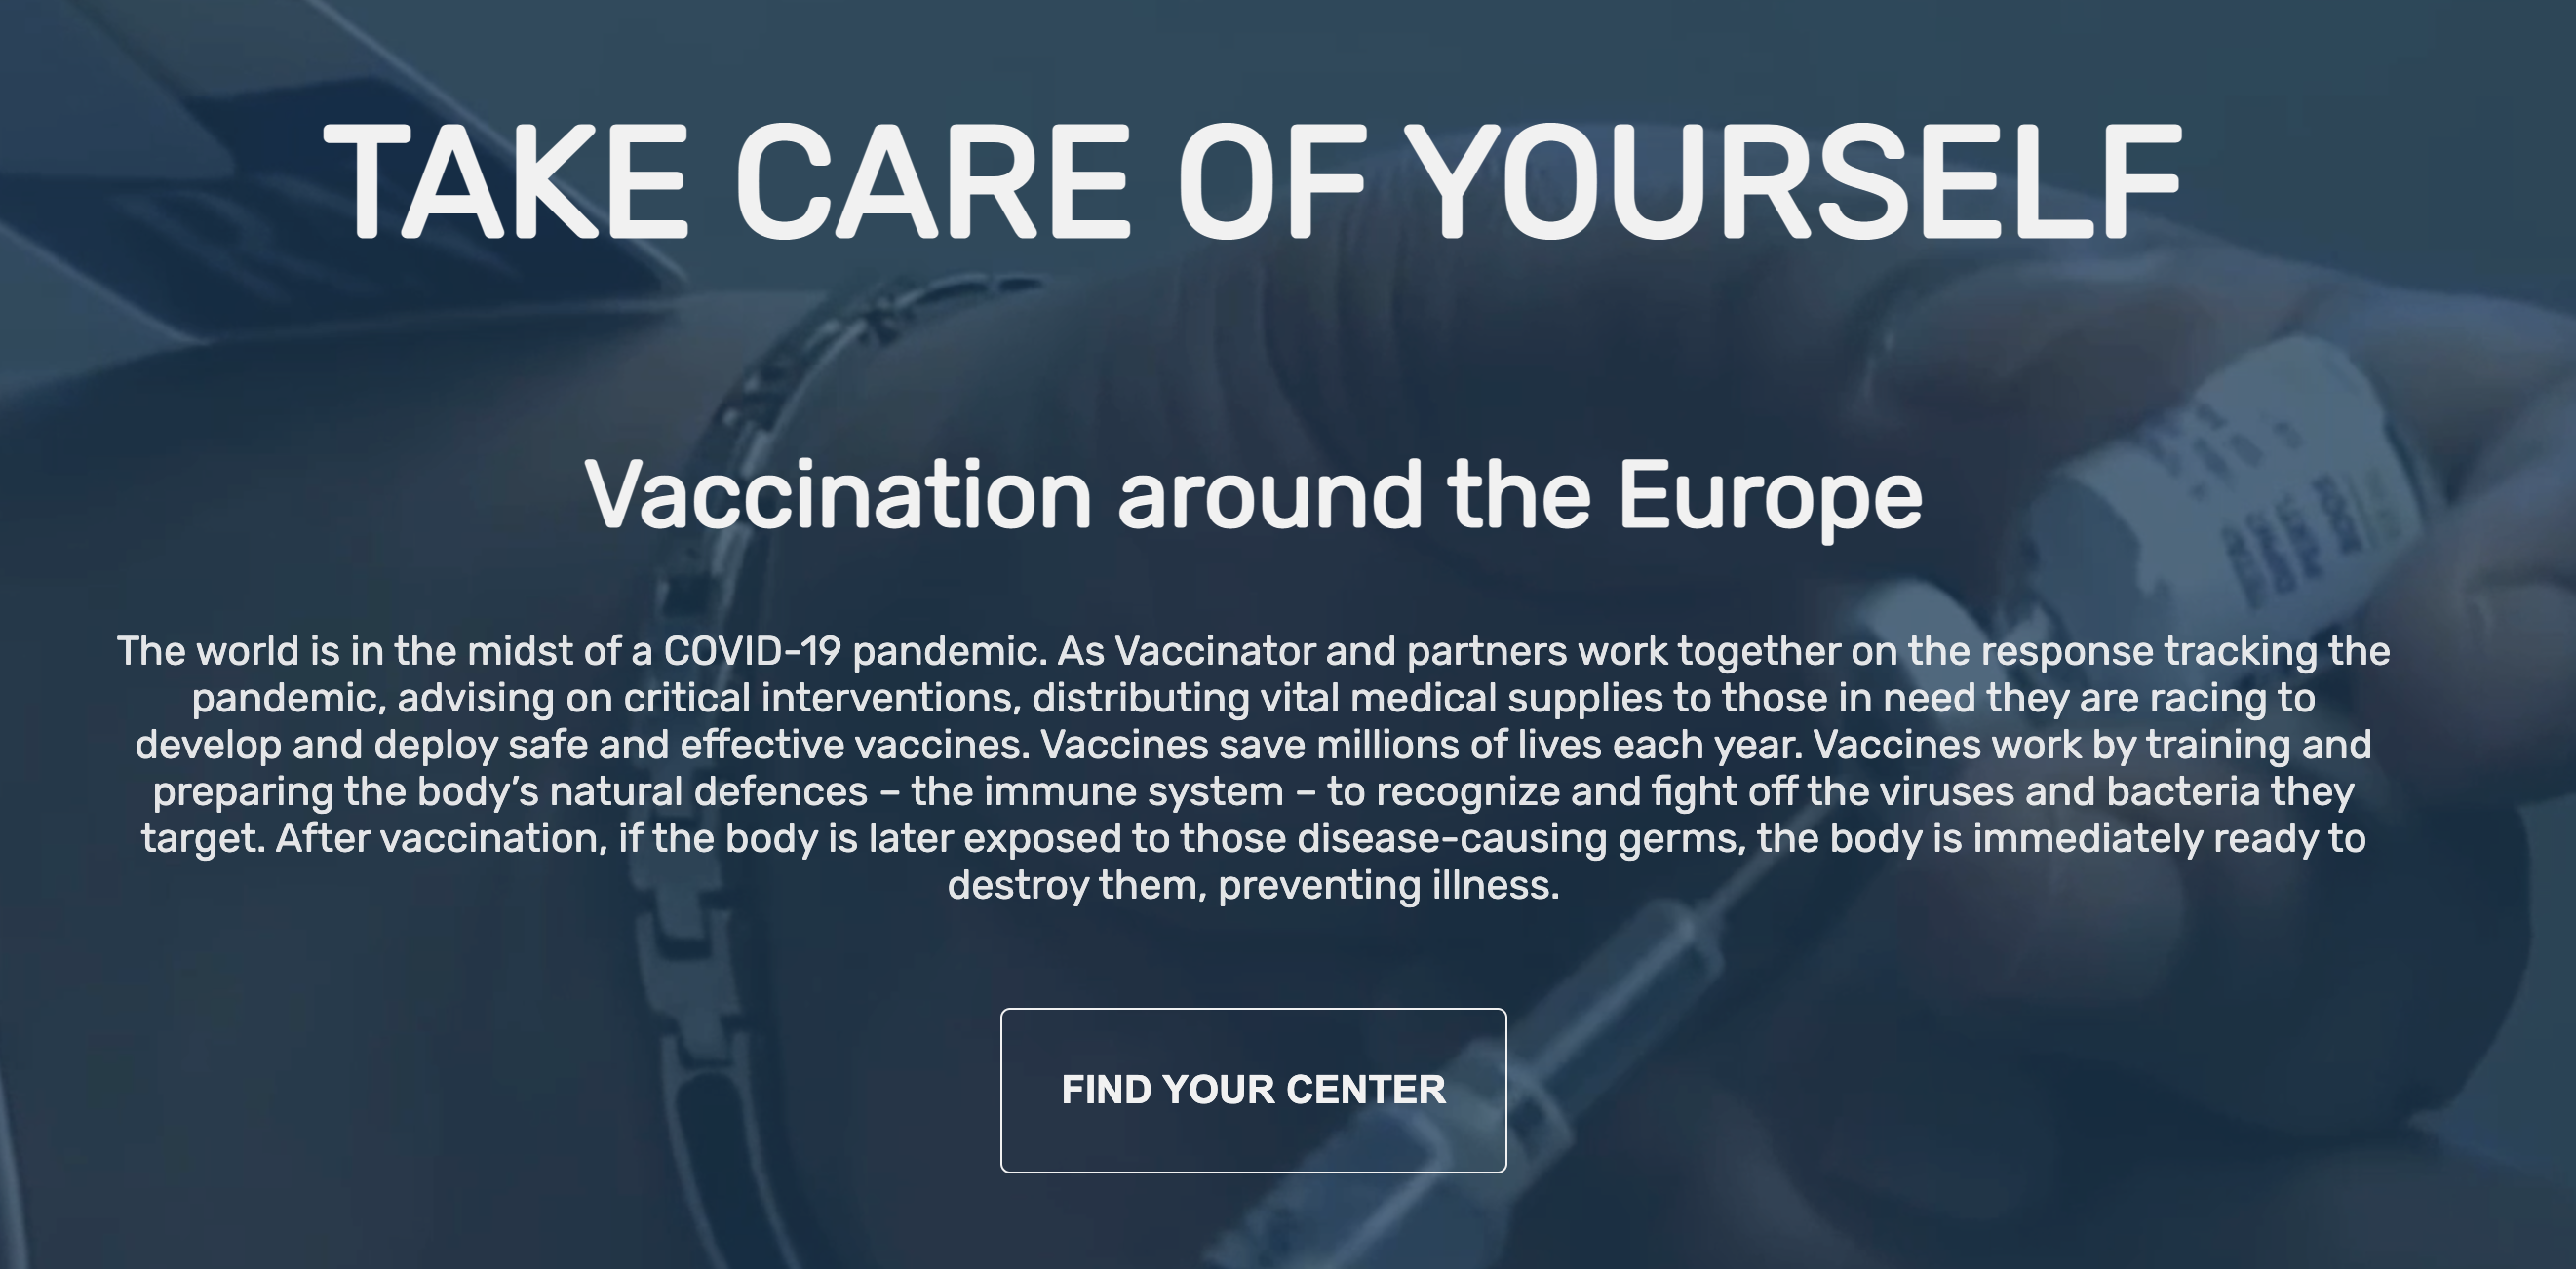 TAKE CARE OF YOURSELF
Vaccination around the Europe
The world is in the midst of a COVID-19 pandemic. As Vaccinator and partners work together on the response tracking the
pandemic, advising on critical interventions, distributing vital medical supplies to those in need they are racing to
develop and deploy safe and effective vaccines. Vaccines save millions of lives each year. Vaccines work by training and
preparing the body’s natural defences – the immune system – to recognize and fight off the viruses and bacteria they
target. After vaccination, if the body is later exposed to those disease-causing germs, the body is immediately ready to
destroy them, preventing illness.
FIND YOUR CENTER